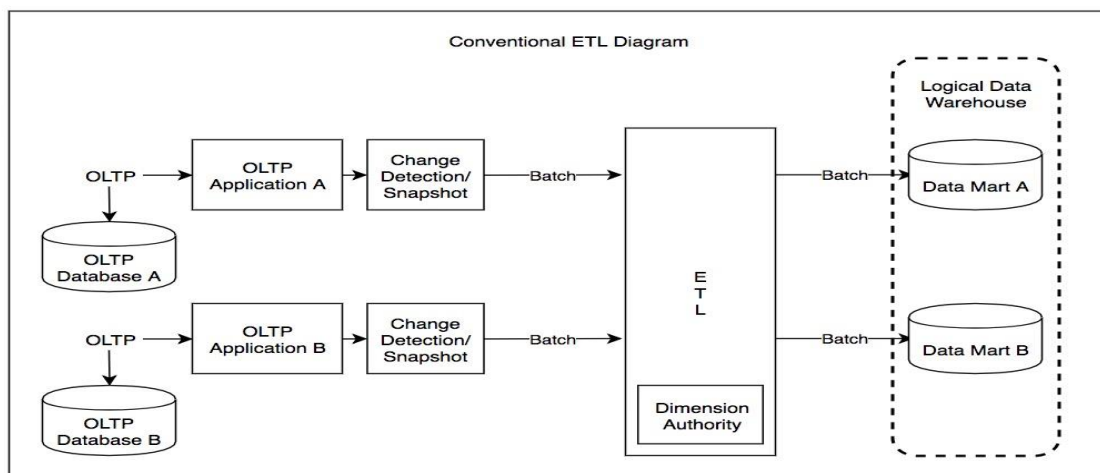 Conventional ETL Diagram
Logical Data
Warehouse
OLTP
OLTP
Application A
Change
Detection/
Snapshot
Batch
Batch
Data Mart A
OLTP
Database A
E
T
L
OLTP
OLTP
Application B
Change
Detection/
Snapshot
Batch
Batch
Data Mart B
OLTP
Database B
Dimension
Authority